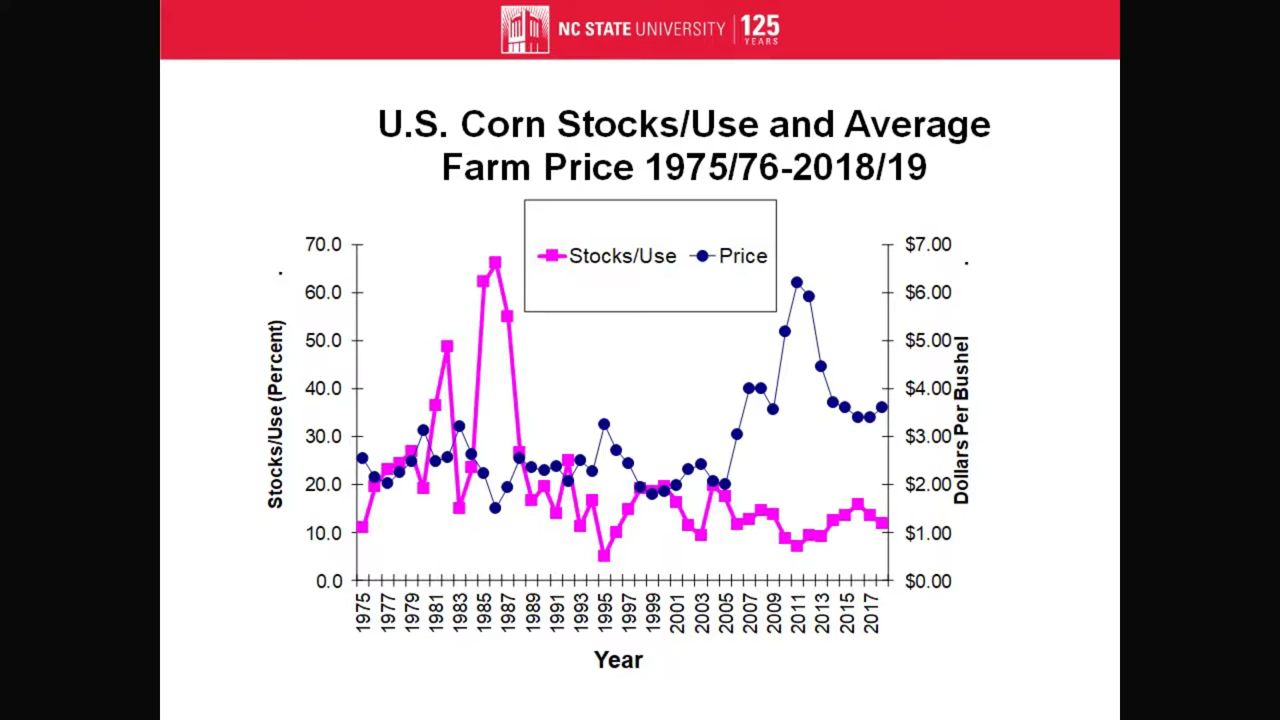 NC STATE UNIVERSITY 125 YEARS
U.S. Corn Stocks/Use and Average
Farm Price 1975/76-2018/19
Stocks/Use Price
Stocks/Use (Percent)
70.0
60.0
50.0
40.0
30.0
20.0
10.0
0.0
$7.00
$6.00
$5.00
$4.00
$3.00
$2.00
$1.00
$0.00
Dollars Per Bushel
1975 1977 1979 1981 1983 1985 1987 1989 1991 1993 1995 1997 1999 2001 2003 2005 2007 2009 2011 2013 2015 2017
Year